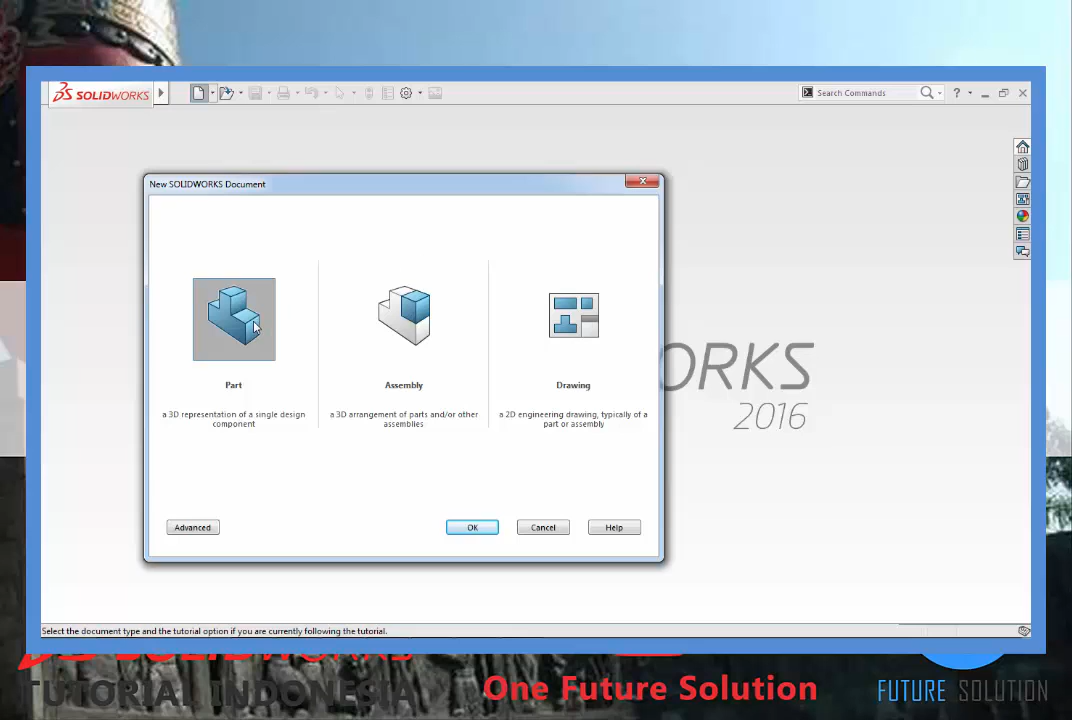 SOLIDWORKS
Search Commands
?
New SOLIDWORKS Document
Part
Assembly
Drawing
a 3D representation of a single design
component
a 3D arrangement of parts and/or other
assemblies
a 2D engineering drawing, typically of a
part or assembly
ORKS
2016
Advanced
OK
Cancel
Help
Select the document type and the tutorial option if you are currently following the tutorial.
SOLIDWORKS
TUTORIAL INDONESIA
One Future Solution
FUTURE SOLUTION